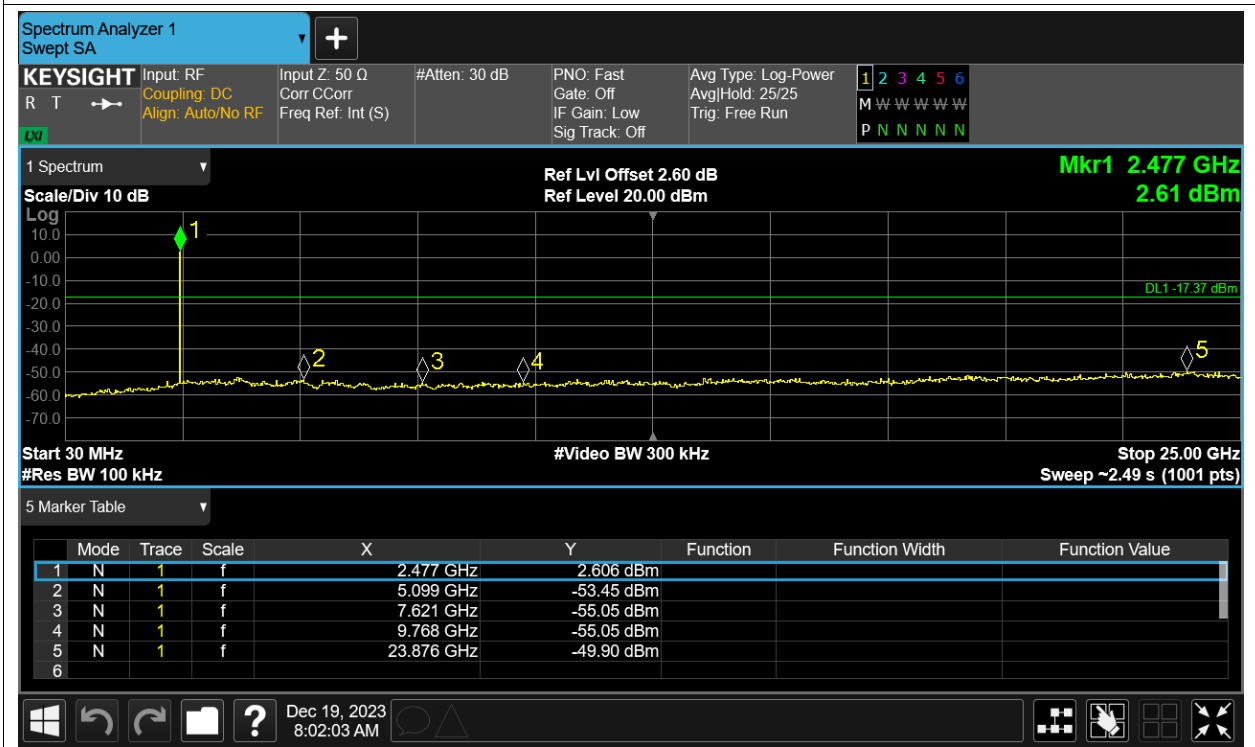 Spectrum Analyzer 1
Swept SA
KEYSIGHT
R T
LXI
Input: RF
Coupling: DC
Align: Auto/No RF
Input Z: 50 Ω
Corr CCorr
Freq Ref: Int (S)
#Atten: 30 dB
PNO: Fast
Gate: Off
IF Gain: Low
Sig Track: Off
Avg Type: Log-Power
Avg|Hold: 25/25
Trig: Free Run
1 2 3 4 5 6
M W W W W W
P N N N N N
1 Spectrum
Scale/Div 10 dB
Ref Lvl Offset 2.60 dB
Ref Level 20.00 dBm
Mkr1 2.477 GHz
2.61 dBm
Log
10.0
0.00
-10.0
-20.0
-30.0
-40.0
-50.0
-60.0
-70.0
1
DL1 -17.37 dBm
2
3
4
5
Start 30 MHz
#Res BW 100 kHz
#Video BW 300 kHz
Stop 25.00 GHz
Sweep ~2.49 s (1001 pts)
5 Marker Table
Mode Trace Scale X Y Function Function Width Function Value
1 N 1 f 2.477 GHz 2.606 dBm
2 N 1 f 5.099 GHz -53.45 dBm
3 N 1 f 7.621 GHz -55.05 dBm
4 N 1 f 9.768 GHz -55.05 dBm
5 N 1 f 23.876 GHz -49.90 dBm
6
?
Dec 19, 2023
8:02:03 AM